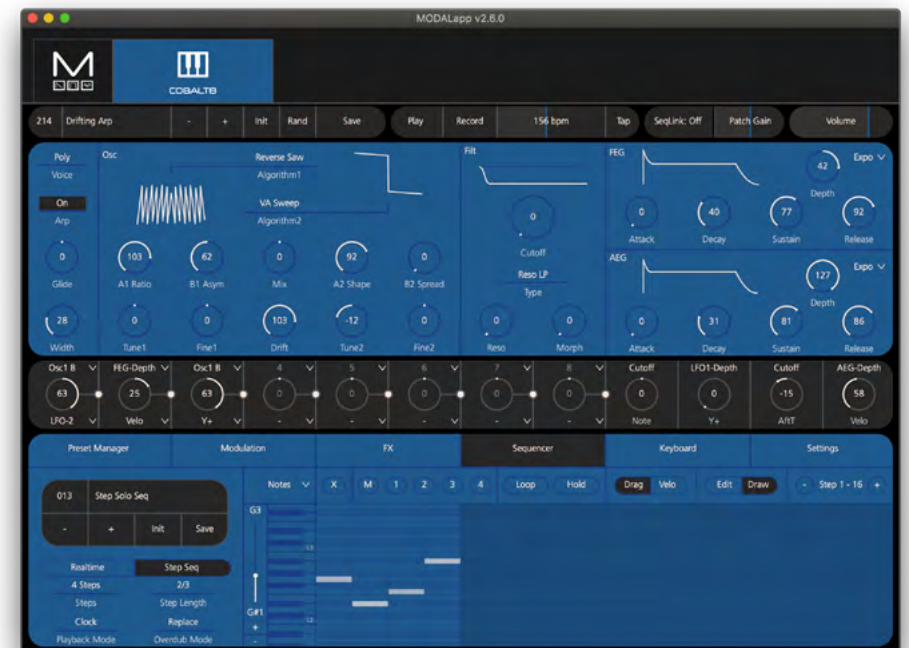 MODALapp v2.6.0
M
COBALT8
214 Drifting Arp - + Init Rand Save Play Record 156 bpm Tap SeqLink: Off Patch Gain Volume
Poly
Voice
On
Arp
0
Glide
28
Width
Osc
Reverse Saw
Algorithm1
VA Sweep
Algorithm2
103 62 0 92 0
A1 Ratio B1 Asym Mix A2 Shape B2 Spread
0 0 103 -12 0
Tune1 Fine1 Drift Tune2 Fine2
Filt
0
Cutoff
Reso LP
Type
0 0
Reso Morph
FEG
42 Expo
Depth
0 40 77 92
Attack Decay Sustain Release
AEG
127 Expo
Depth
0 31 81 86
Attack Decay Sustain Release
Osc1 B FEG-Depth Osc1 B 4 5 6 7 8 Cutoff LFO1-Depth Cutoff AEG-Depth
63 25 63 0 0 0 0 0 0 0 -15 58
LFO-2 Velo Y+ - - - - - Note Y+ AftT Velo
Preset Manager Modulation FX Sequencer Keyboard Settings
013 Step Solo Seq
- + Init Save
Realtime Step Seq
4 Steps 2/3
Steps Step Length
Clock Replace
Playback Mode Overdub Mode
Notes X M 1 2 3 4 Loop Hold Drag Velo Edit Draw - Step 1 - 16 +
G3
G#1
+
-